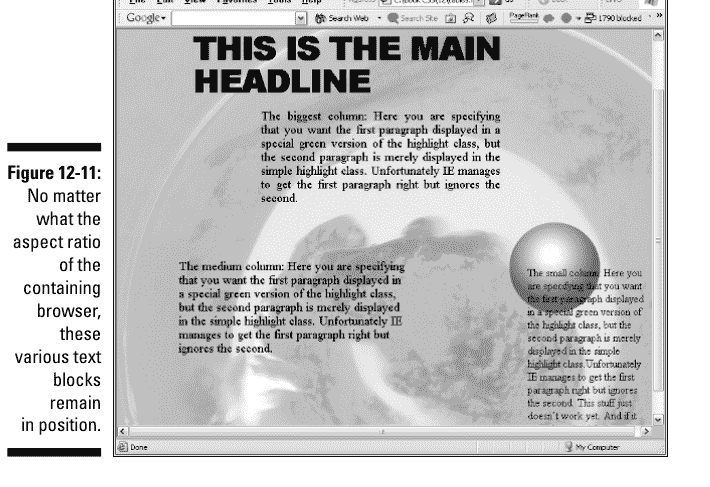 File Edit View Favorites Tools Help
Google Search Web Search Site PageRank 1790 blocked
THIS IS THE MAIN
HEADLINE
The biggest column: Here you are specifying
that you want the first paragraph displayed in a
special green version of the highlight class, but
the second paragraph is merely displayed in the
simple highlight class. Unfortunately IE manages
to get the first paragraph right but ignores the
second.
Figure 12-11:
No matter
what the
aspect ratio
of the
containing
browser,
these
various text
blocks
remain
in position.
The medium column: Here you are specifying
that you want the first paragraph displayed in
a special green version of the highlight class,
but the second paragraph is merely displayed
in the simple highlight class. Unfortunately IE
manages to get the first paragraph right but
ignores the second.
The small column: Here you
are specifying that you want
the first paragraph displayed
in a special green version of
the highlight class, but the
second paragraph is merely
displayed in the simple
highlight class. Unfortunately
IE manages to get the first
paragraph right but ignores
the second. This stuff just
doesn't work yet. And if it
Done My Computer